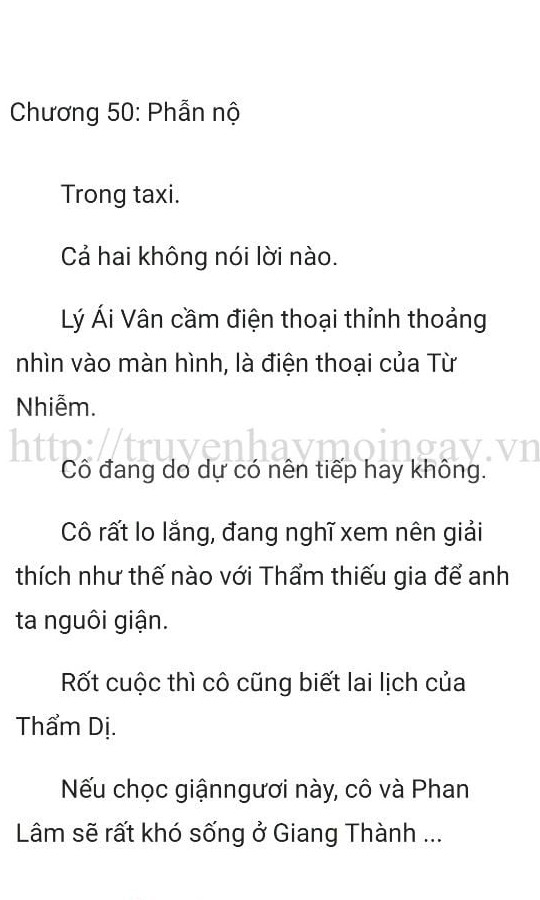 Chương 50: Phẫn nộ
Trong taxi.
Cả hai không nói lời nào.
Lý Ái Vân cầm điện thoại thỉnh thoảng
nhìn vào màn hình, là điện thoại của Từ
Nhiễm.
http://truyenhaymoingay.vn
Cô đang do dự có nên tiếp hay không.
Cô rất lo lắng, đang nghĩ xem nên giải
thích như thế nào với Thẩm thiếu gia để anh
ta nguôi giận.
Rốt cuộc thì cô cũng biết lai lịch của
Thẩm Dị.
Nếu chọc giậnngươi này, cô và Phan
Lâm sẽ rất khó sống ở Giang Thành ...